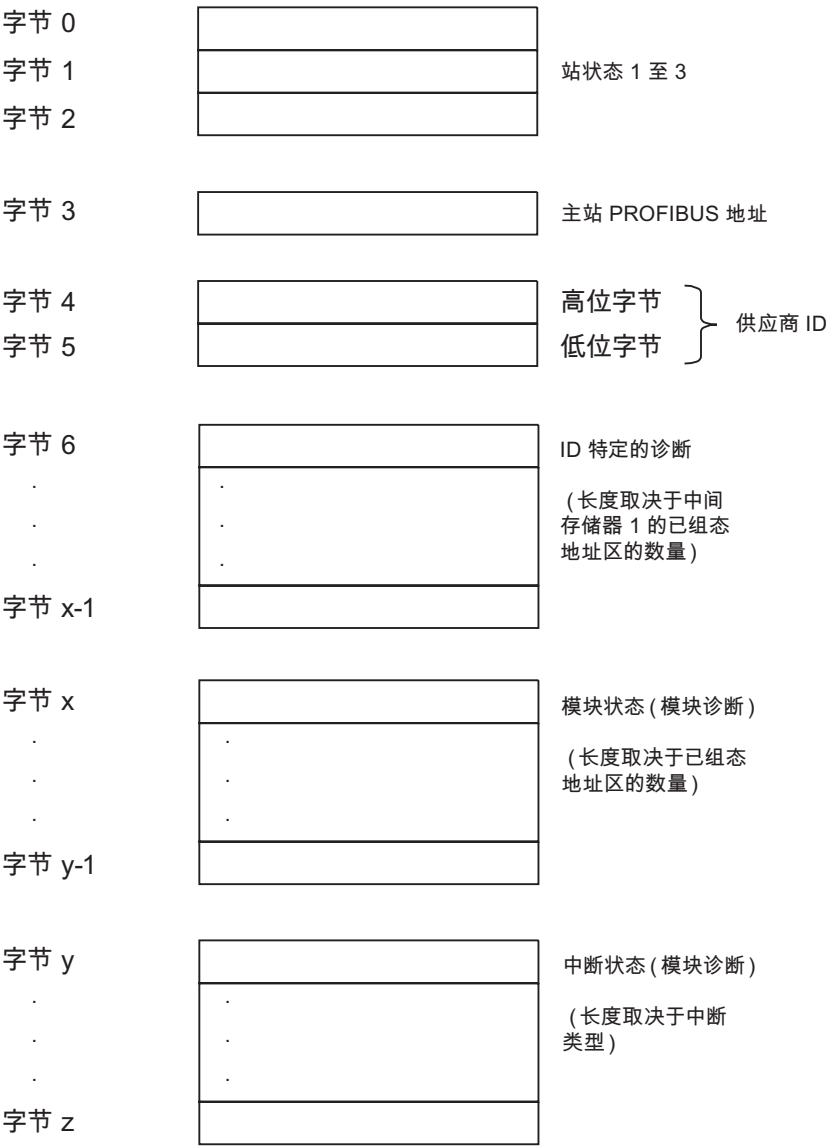 字节 0
字节 1 站状态 1 至 3
字节 2
字节 3 主站 PROFIBUS 地址
字节 4 高位字节
供应商 ID
字节 5 低位字节
字节 6 ID 特定的诊断
. .
(长度取决于中间
. .
存储器 1 的已组态
. .
地址区的数量)
字节 x-1
字节 x 模块状态(模块诊断)
. .
(长度取决于已组态
. .
地址区的数量)
. .
字节 y-1
字节 y 中断状态(模块诊断)
. .
(长度取决于中断
. .
类型)
. .
字节 z